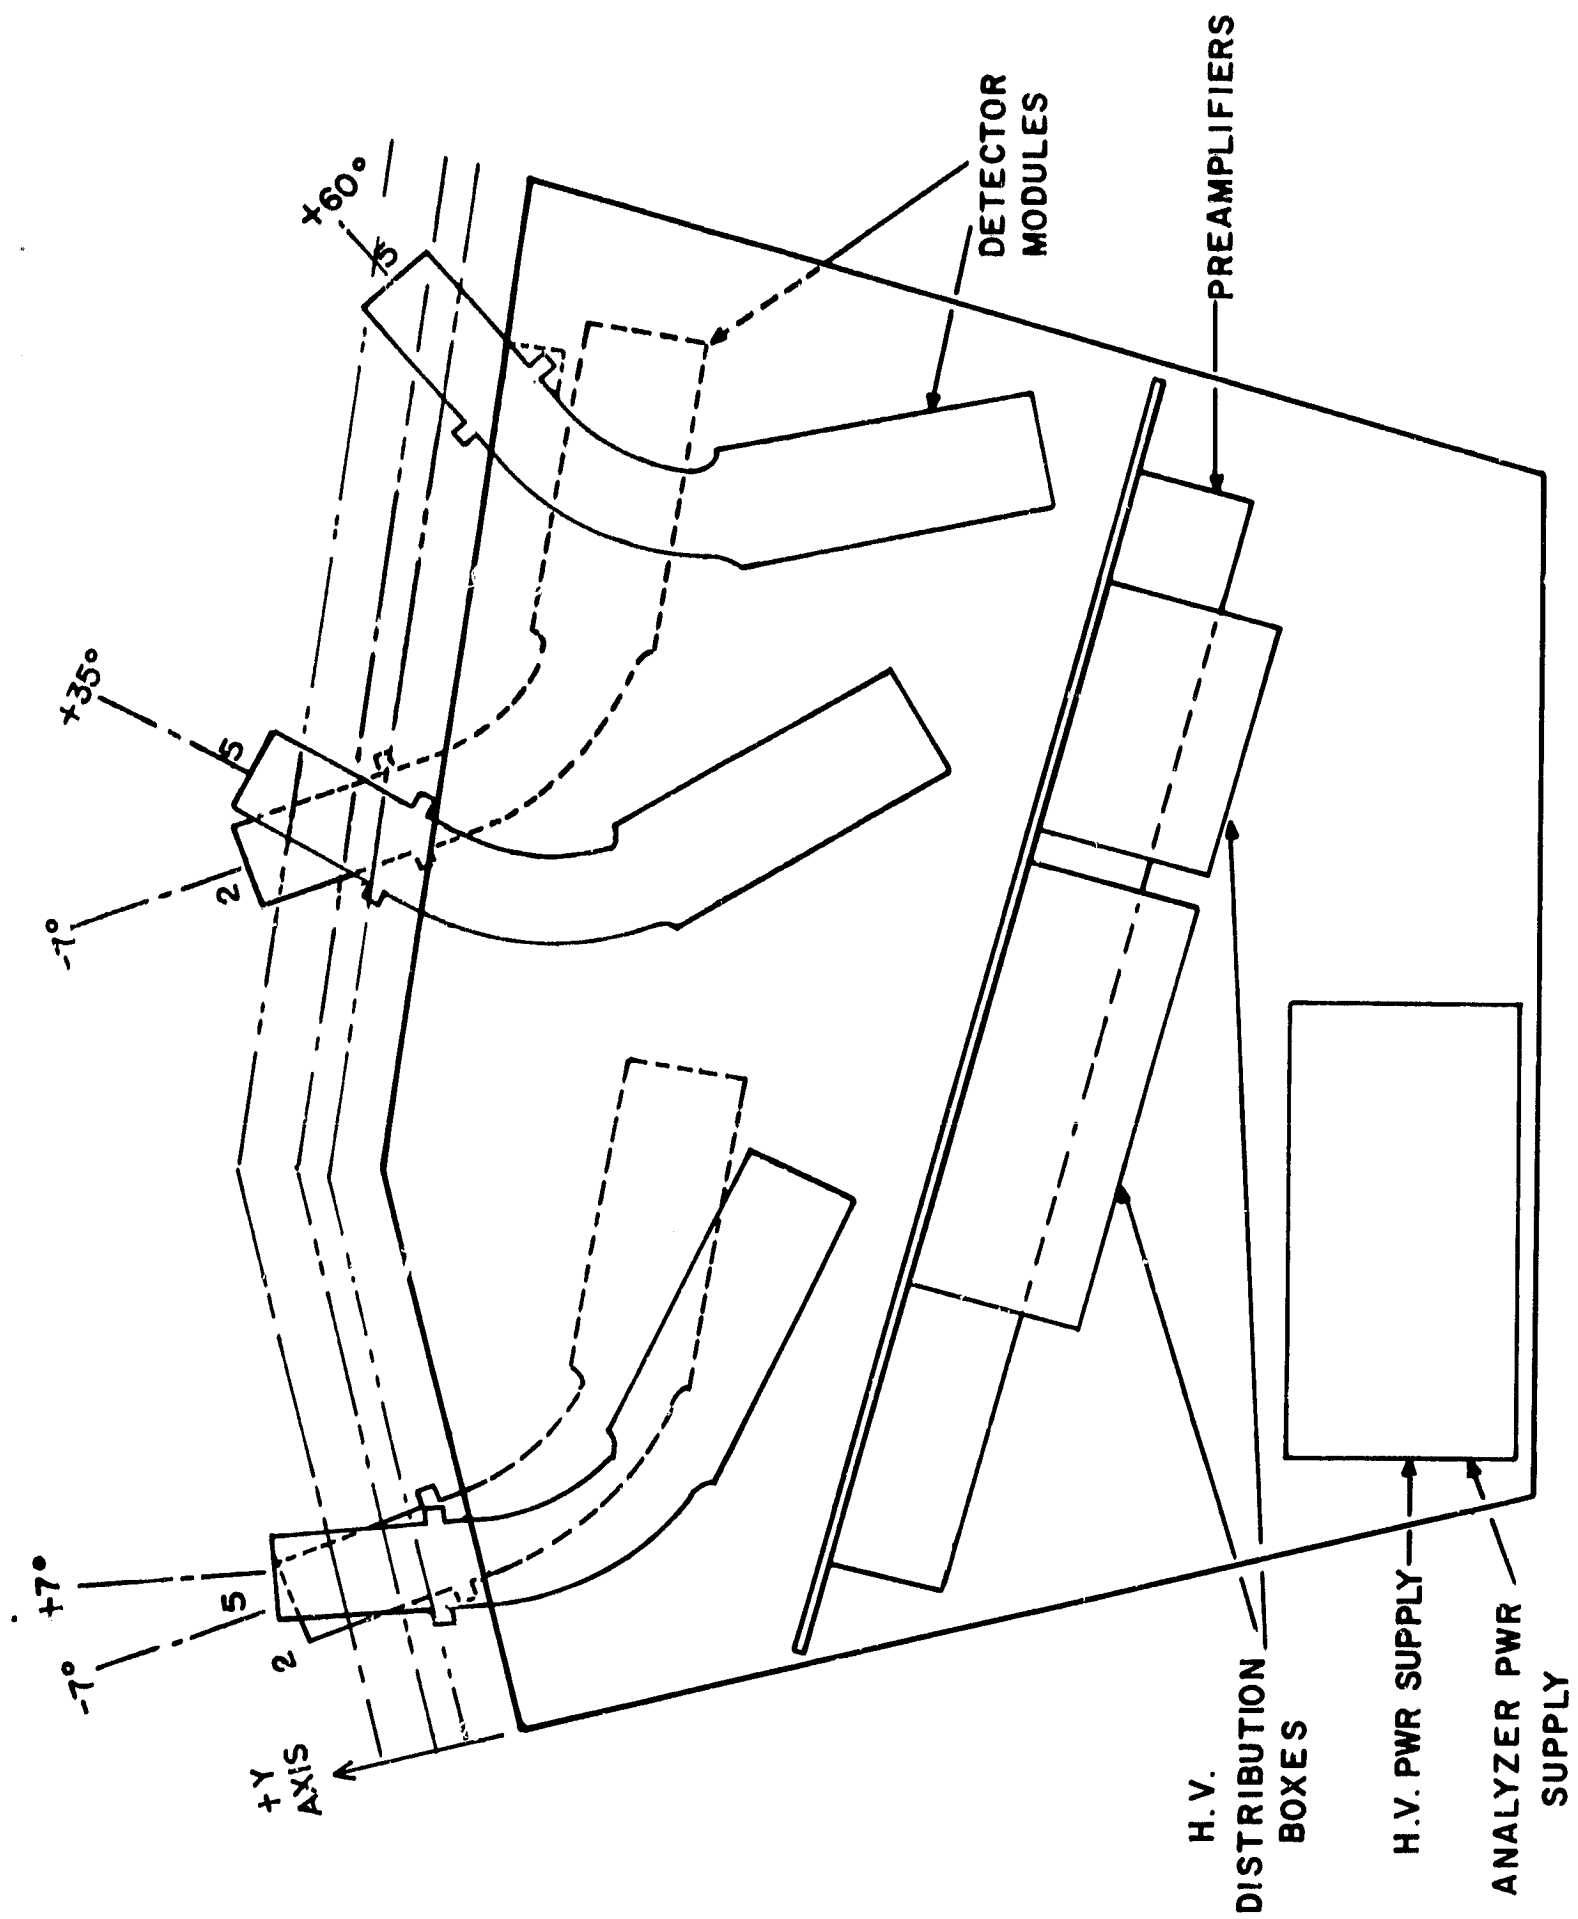 +60°
5
+35°
5
-7°
2
+7°
5
-7°
2
+Y
AXIS
DETECTOR
MODULES
PREAMPLIFIERS
H.V.
DISTRIBUTION
BOXES
H.V. PWR SUPPLY
ANALYZER PWR
SUPPLY